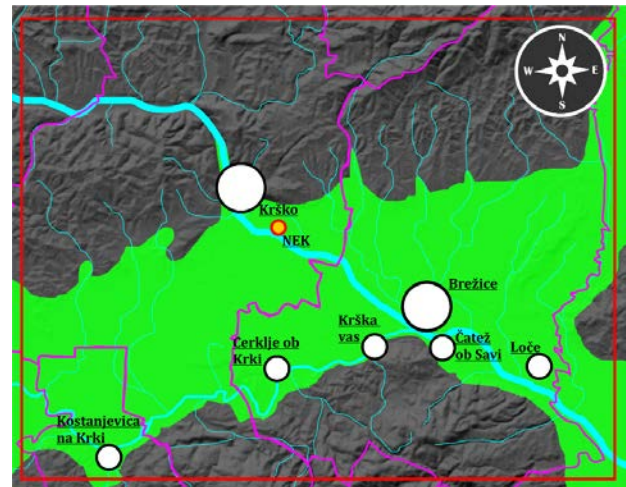 N
W E
S
Krško
NEK
Brežice
Krška
vas
Čatež
ob Savi
Loče
Cerklje ob
Krki
Kostanjevica
na Krki